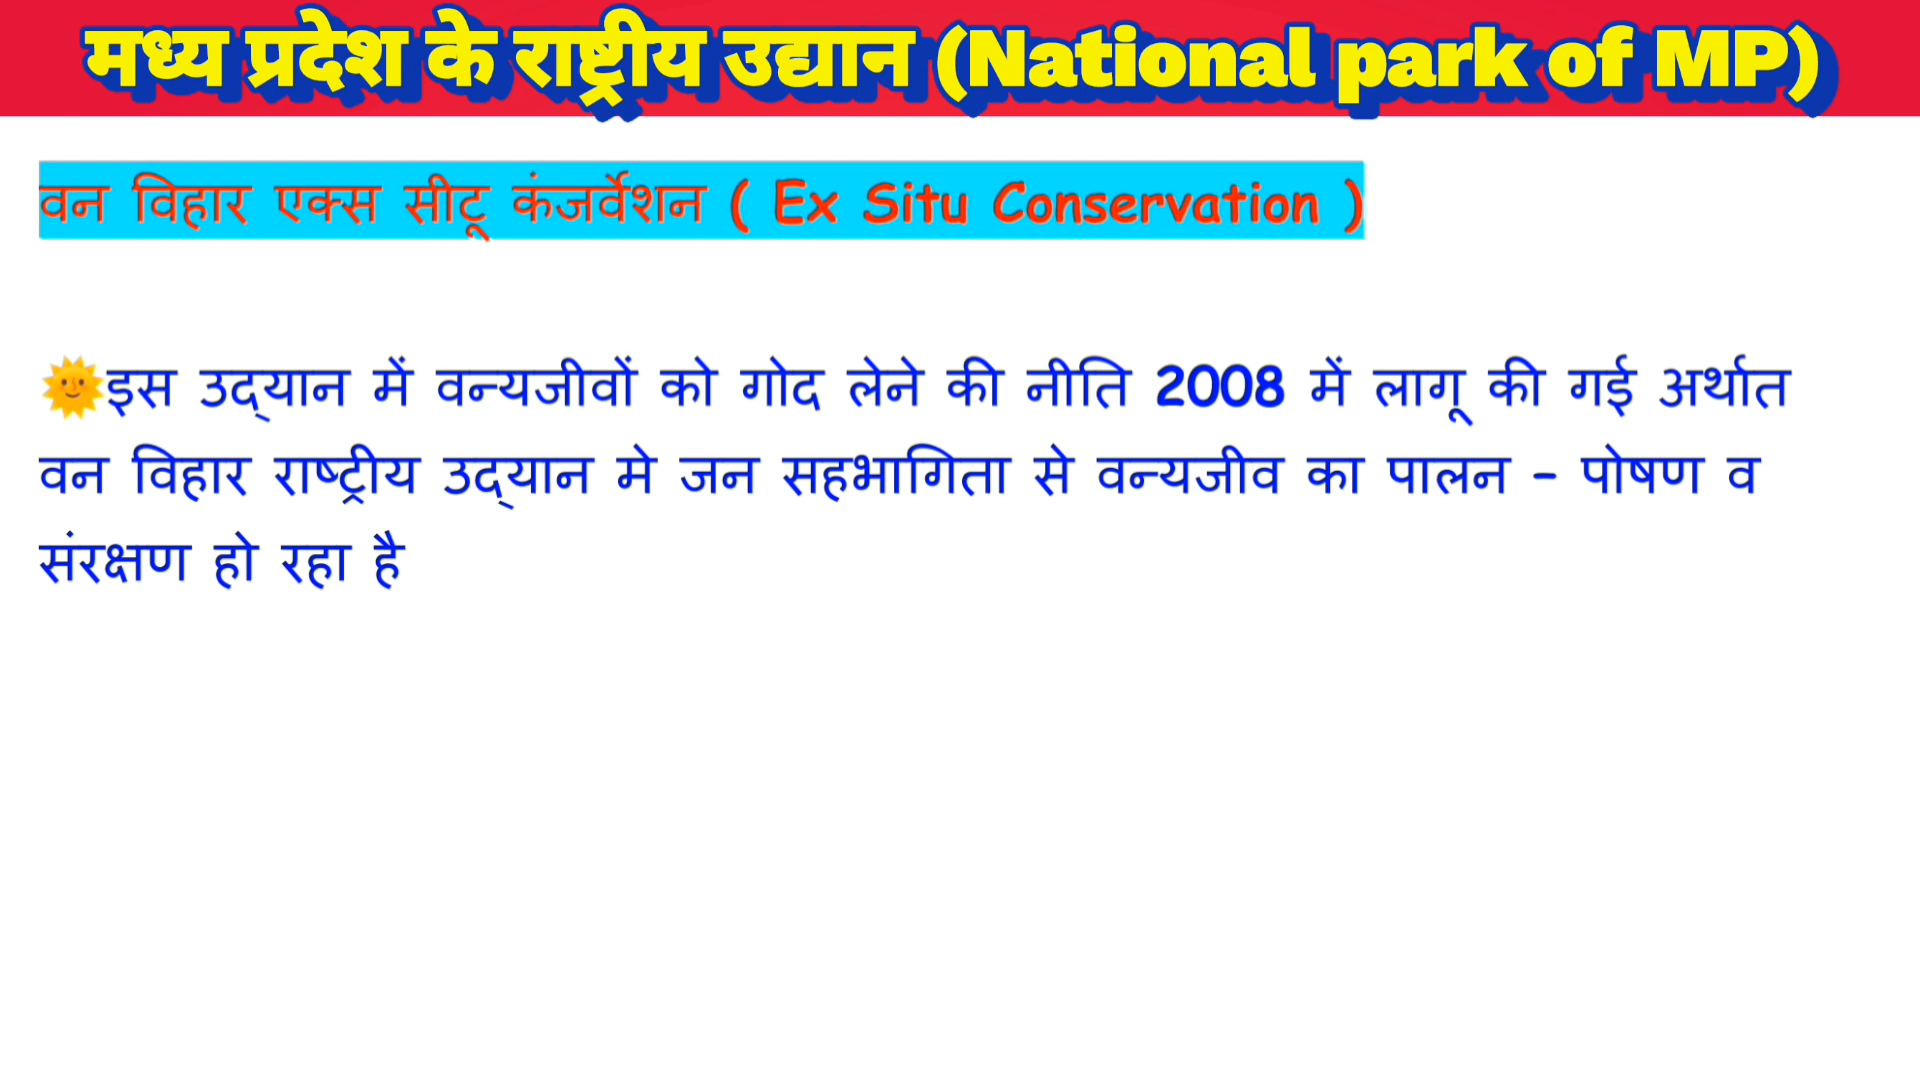 मध्य प्रदेश के राष्ट्रीय उद्यान (National park of MP)
वन विहार एक्स सीटू कंजर्वेशन ( Ex Situ Conservation )
🌞इस उद्यान में वन्यजीवों को गोद लेने की नीति 2008 में लागू की गई अर्थात
वन विहार राष्ट्रीय उद्यान मे जन सहभागिता से वन्यजीव का पालन - पोषण व
संरक्षण हो रहा है